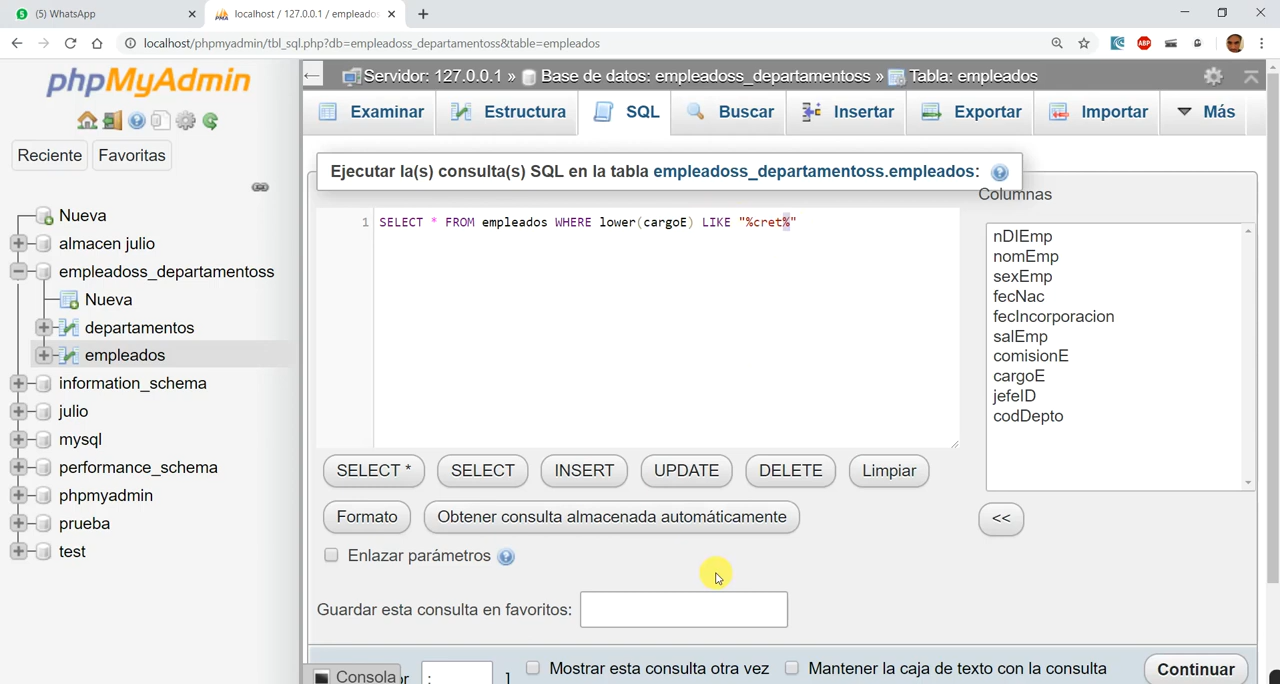 (5) WhatsApp
localhost / 127.0.0.1 / empleados
localhost/phpmyadmin/tbl_sql.php?db=empleadoss_departamentoss&table=empleados
ABP
phpMyAdmin
Reciente
Favoritas
Nueva
almacen julio
empleadoss_departamentoss
Nueva
departamentos
empleados
information_schema
julio
mysql
performance_schema
phpmyadmin
prueba
test
Servidor: 127.0.0.1 » Base de datos: empleadoss_departamentoss » Tabla: empleados
Examinar
Estructura
SQL
Buscar
Insertar
Exportar
Importar
Más
Ejecutar la(s) consulta(s) SQL en la tabla empleadoss_departamentoss.empleados:
1 SELECT * FROM empleados WHERE lower(cargoE) LIKE "%cret%"
Columnas
nDIEmp
nomEmp
sexEmp
fecNac
fecIncorporacion
salEmp
comisionE
cargoE
jefeID
codDepto
<<
SELECT *
SELECT
INSERT
UPDATE
DELETE
Limpiar
Formato
Obtener consulta almacenada automáticamente
Enlazar parámetros
Guardar esta consulta en favoritos:
Consola
; ]
Mostrar esta consulta otra vez
Mantener la caja de texto con la consulta
Continuar